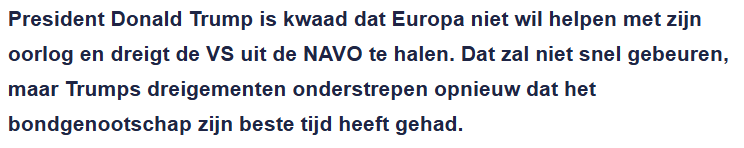 President Donald Trump is kwaad dat Europa niet wil helpen met zijn
oorlog en dreigt de VS uit de NAVO te halen. Dat zal niet snel gebeuren,
maar Trumps dreigementen onderstrepen opnieuw dat het
bondgenootschap zijn beste tijd heeft gehad.